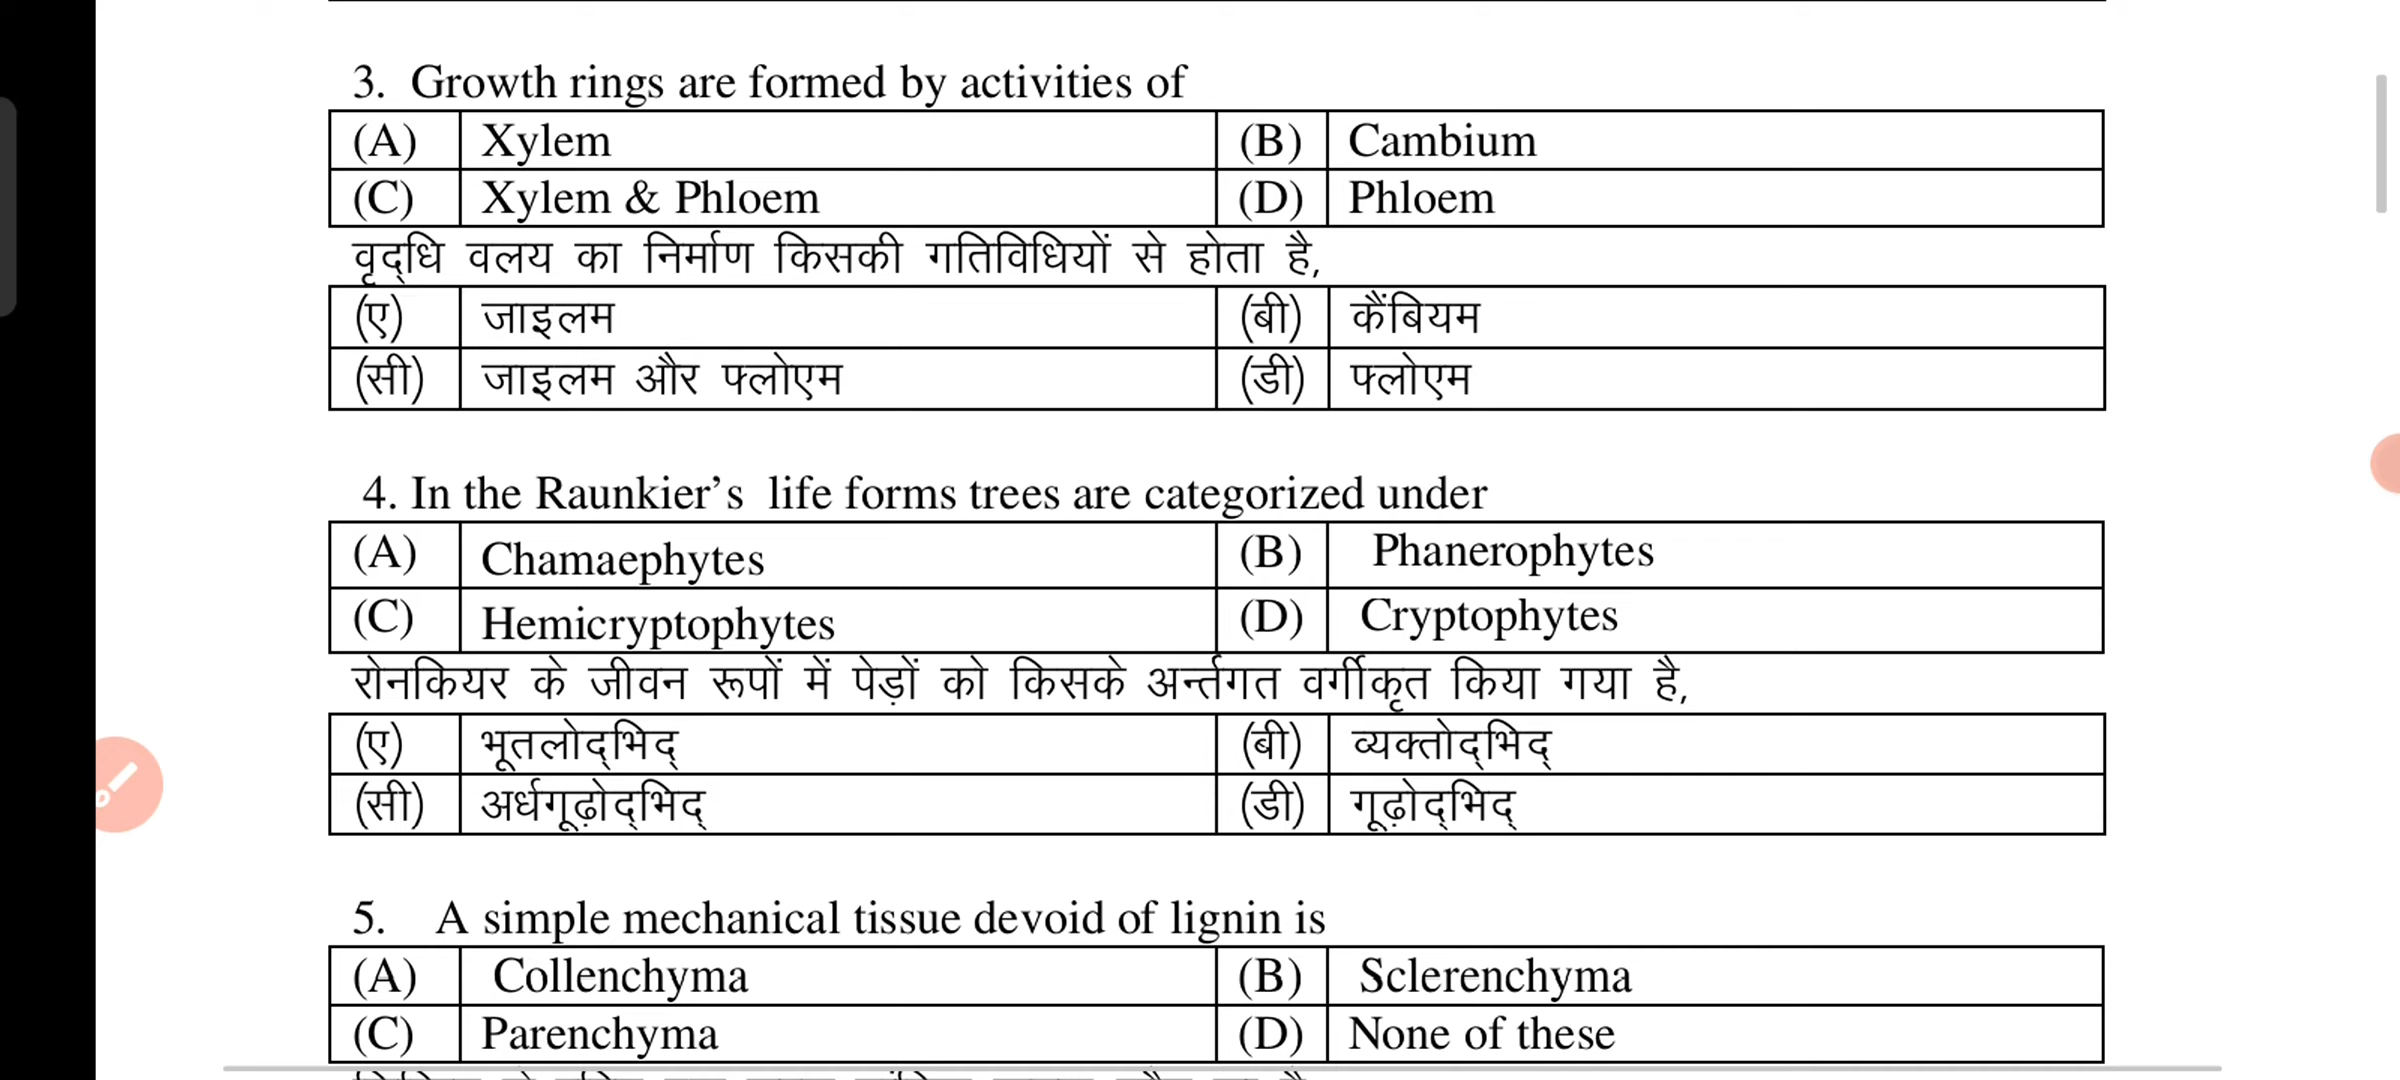 3. Growth rings are formed by activities of
(A) Xylem (B) Cambium
(C) Xylem & Phloem (D) Phloem
वृद्धि वलय का निर्माण किसकी गतिविधियों से होता है,
(ए) जाइलम (बी) कैंबियम
(सी) जाइलम और फ्लोएम (डी) फ्लोएम
4. In the Raunkier’s life forms trees are categorized under
(A) Chamaephytes (B) Phanerophytes
(C) Hemicryptophytes (D) Cryptophytes
रोनकियर के जीवन रूपों में पेड़ों को किसके अर्न्तगत वर्गीकृत किया गया है,
(ए) भूतलोद्भिद् (बी) व्यक्तोद्भिद्
(सी) अर्धगूढ़ोद्भिद् (डी) गूढ़ोद्भिद्
5. A simple mechanical tissue devoid of lignin is
(A) Collenchyma (B) Sclerenchyma
(C) Parenchyma (D) None of these